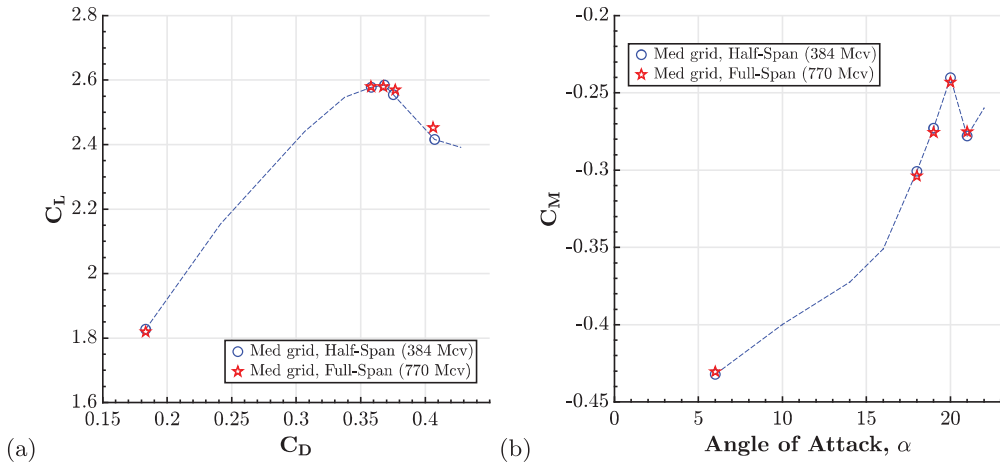 2.8
2.6
2.4
2.2
2
1.8
1.6
C_L
0.15
0.2
0.25
0.3
0.35
0.4
C_D
Med grid, Half-Span (384 Mcv)
Med grid, Full-Span (770 Mcv)
(a)
-0.2
-0.25
-0.3
-0.35
-0.4
-0.45
C_M
0
5
10
15
20
Angle of Attack, α
Med grid, Half-Span (384 Mcv)
Med grid, Full-Span (770 Mcv)
(b)